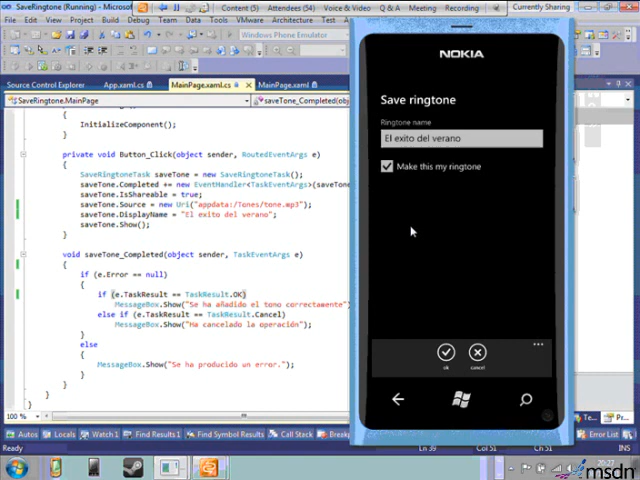 SaveRingtone (Running) - Microsoft
Content (5)
Attendees (54)
Voice & Video
Q & A
Meeting
Recording
Currently Sharing
File Edit View Project Build Debug Team Data
Tools VMware Architecture Test
Windows Phone Emulator
Source Control Explorer
App.xaml.cs
MainPage.xaml.cs
MainPage.xaml
SaveRingtone.MainPage
saveTone_Completed(obj
InitializeComponent();
}
private void Button_Click(object sender, RoutedEventArgs e)
{
SaveRingtoneTask saveTone = new SaveRingtoneTask();
saveTone.Completed += new EventHandler<TaskEventArgs>(save
saveTone.IsShareable = true;
saveTone.Source = new Uri("appdata:/Tones/tone.mp3");
saveTone.DisplayName = "El exito del verano";
saveTone.Show();
}
void saveTone_Completed(object sender, TaskEventArgs e)
{
if (e.Error == null)
{
if (e.TaskResult == TaskResult.OK)
MessageBox.Show("Se ha añadido el tono correctamente"
else if (e.TaskResult == TaskResult.Cancel)
MessageBox.Show("Ha cancelado la operación");
}
else
{
MessageBox.Show("Se ha producido un error.");
}
}
}
100 %
NOKIA
Save ringtone
Ringtone name
El exito del verano
Make this my ringtone
ok
cancel
Autos
Locals
Watch 1
Find Results 1
Find Symbol Results
Call Stack
Error List
Ready
Ln 39
Col 51
Ch 51
INS
20:27
msdn